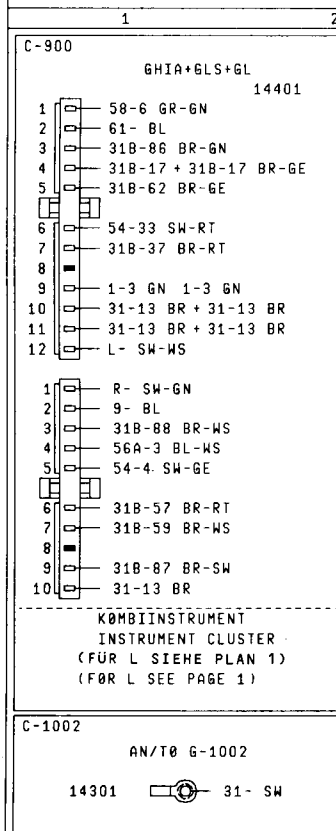 1 2
C-900
GHIA+GLS+GL
14401
1 58-6 GR-GN
2 61- BL
3 31B-86 BR-GN
4 31B-17 + 31B-17 BR-GE
5 31B-62 BR-GE
6 54-33 SW-RT
7 31B-37 BR-RT
8
9 1-3 GN 1-3 GN
10 31-13 BR + 31-13 BR
11 31-13 BR + 31-13 BR
12 L- SW-WS
1 R- SW-GN
2 9- BL
3 31B-88 BR-WS
4 56A-3 BL-WS
5 54-4 SW-GE
6 31B-57 BR-RT
7 31B-59 BR-WS
8
9 31B-87 BR-SW
10 31-13 BR
KØMBIINSTRUMENT
INSTRUMENT CLUSTER
(FÜR L SIEHE PLAN 1)
(FØR L SEE PAGE 1)
C-1002
AN/TØ G-1002
14301 31- SW